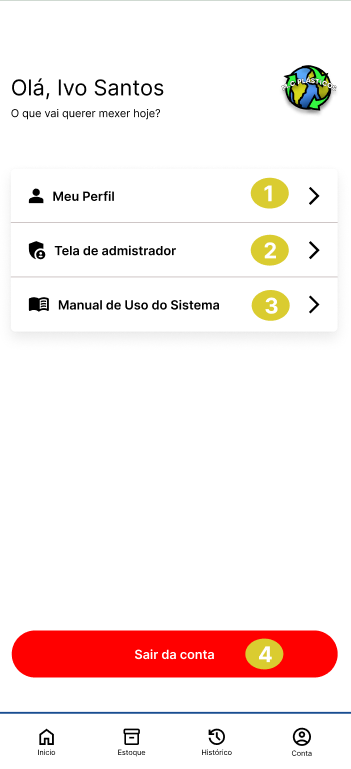 Olá, Ivo Santos
O que vai querer mexer hoje?
Meu Perfil 1
Tela de admistrador 2
Manual de Uso do Sistema 3
Sair da conta 4
Inicio Estoque Histórico Conta